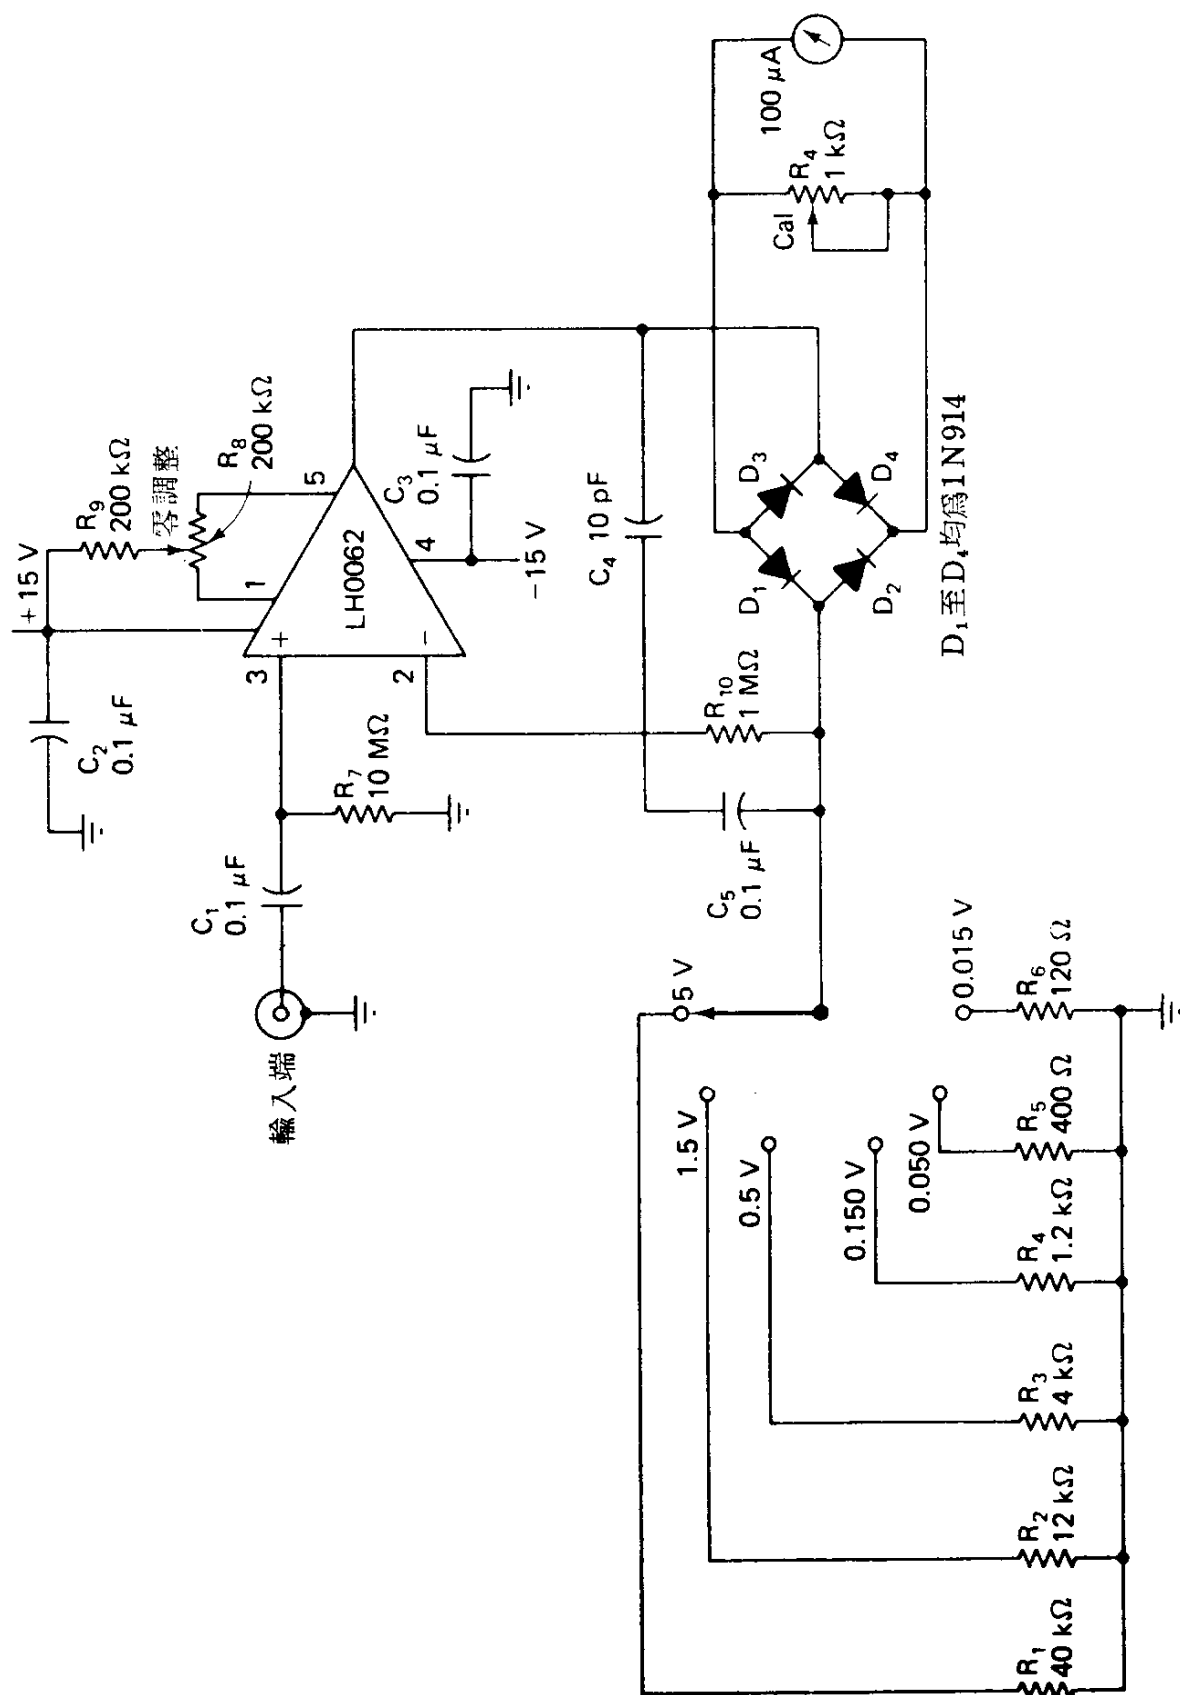 輸入端
C₁
0.1 μF
R₇
10 MΩ
C₂
0.1 μF
+15 V
R₉
200 kΩ
零調整
R₈
200 kΩ
3
2
+
−
1
5
4
LH0062
C₃
0.1 μF
−15 V
C₄ 10 pF
R₁₀
1 MΩ
C₅
0.1 μF
D₁
D₂
D₃
D₄
D₁至D₄均爲1N914
Cal
R₄
1 kΩ
100 μA
5 V
1.5 V
0.5 V
0.150 V
0.050 V
0.015 V
R₁
40 kΩ
R₂
12 kΩ
R₃
4 kΩ
R₄
1.2 kΩ
R₅
400 Ω
R₆
120 Ω